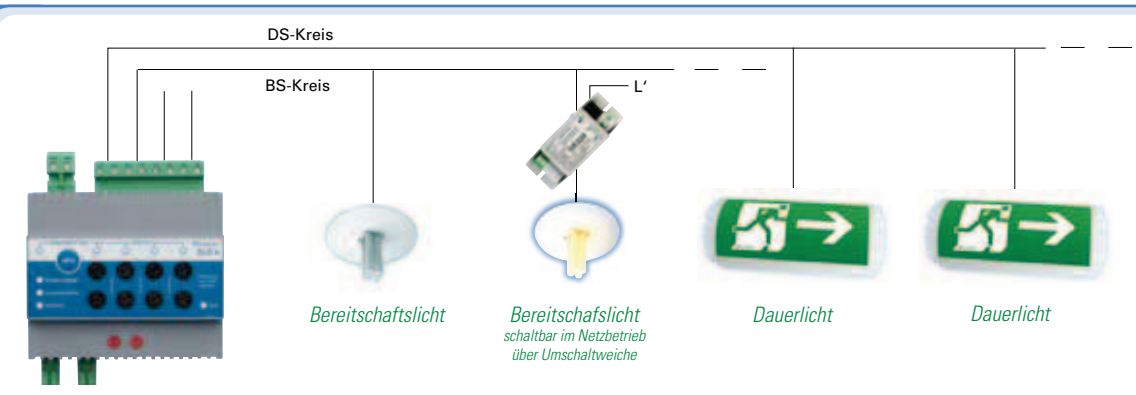 DS-Kreis
BS-Kreis
L‘
Bereitschaftslicht
Bereitschafslicht
schaltbar im Netzbetrieb
über Umschaltweiche
Dauerlicht
Dauerlicht